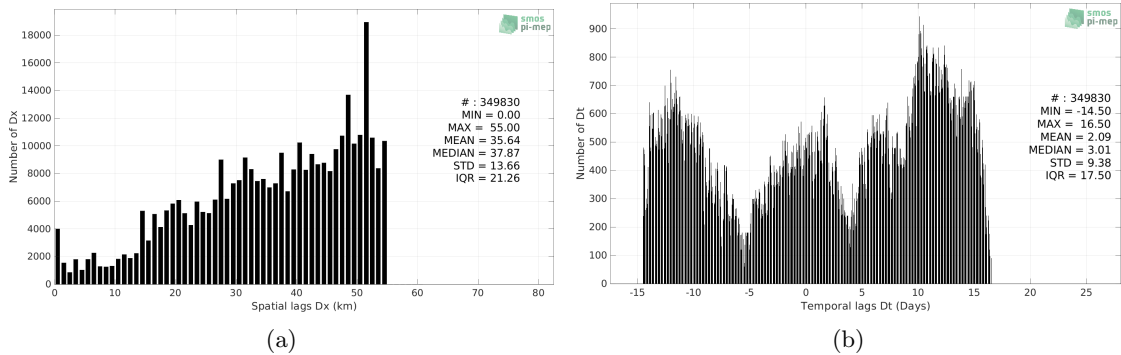 smos
pi-mep
18000
16000
14000
12000
10000
8000
6000
4000
2000
0
Number of Dx
# : 349830
MIN = 0.00
MAX = 55.00
MEAN = 35.64
MEDIAN = 37.87
STD = 13.66
IQR = 21.26
0 10 20 30 40 50 60 70 80
Spatial lags Dx (km)
(a)
smos
pi-mep
900
800
700
600
500
400
300
200
100
0
Number of Dt
# : 349830
MIN = -14.50
MAX = 16.50
MEAN = 2.09
MEDIAN = 3.01
STD = 9.38
IQR = 17.50
-15 -10 -5 0 5 10 15 20 25
Temporal lags Dt (Days)
(b)